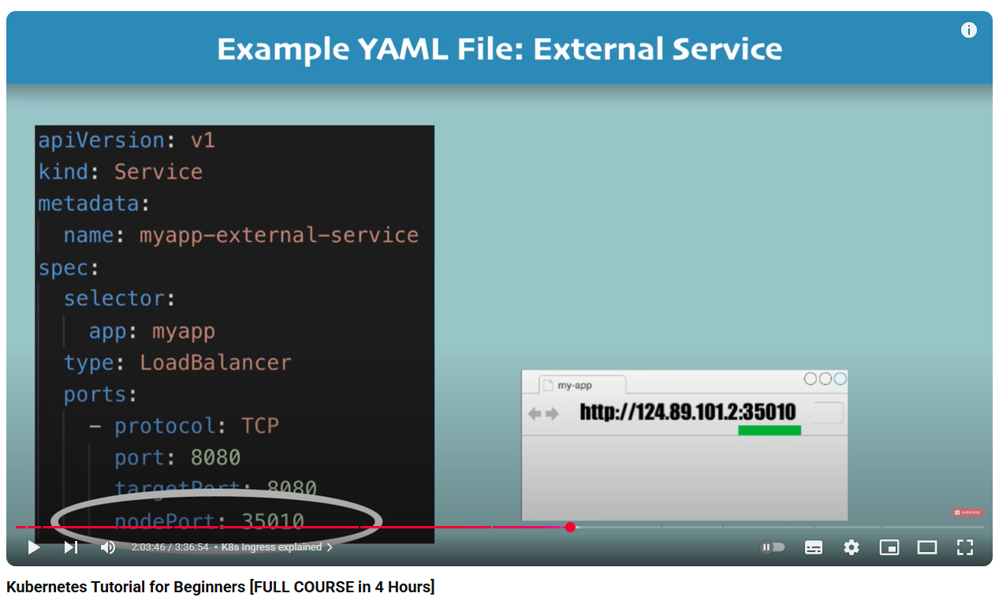 Example YAML File: External Service
apiVersion: v1
kind: Service
metadata:
name: myapp-external-service
spec:
selector:
app: myapp
type: LoadBalancer
ports:
- protocol: TCP
port: 8080
targetPort: 8080
nodePort: 35010
my-app
http://124.89.101.2:35010
SUBSCRIBE
2:03:46 / 3:36:54 • K8s Ingress explained
Kubernetes Tutorial for Beginners [FULL COURSE in 4 Hours]